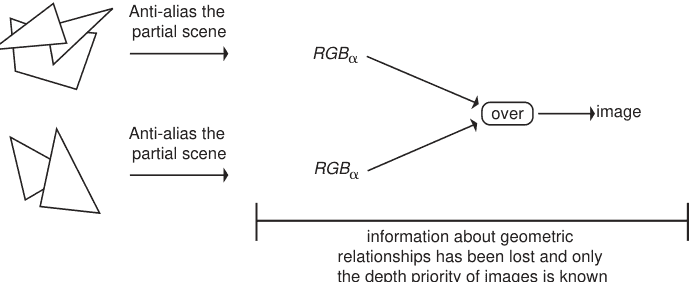 Anti-alias the
partial scene
RGBα
over
image
Anti-alias the
partial scene
RGBα
information about geometric
relationships has been lost and only
the depth priority of images is known